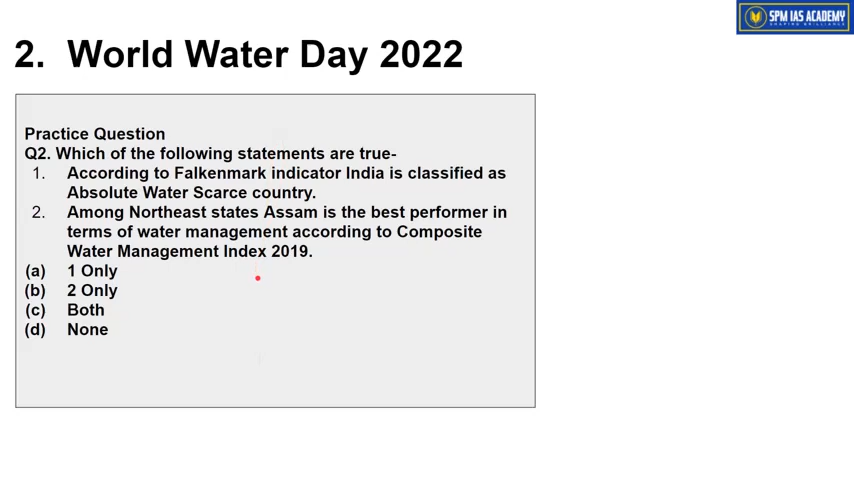 SPM IAS ACADEMY
SHAPING BRILLIANCE
2. World Water Day 2022
Practice Question
Q2. Which of the following statements are true-
1. According to Falkenmark indicator India is classified as
Absolute Water Scarce country.
2. Among Northeast states Assam is the best performer in
terms of water management according to Composite
Water Management Index 2019.
(a) 1 Only
(b) 2 Only
(c) Both
(d) None